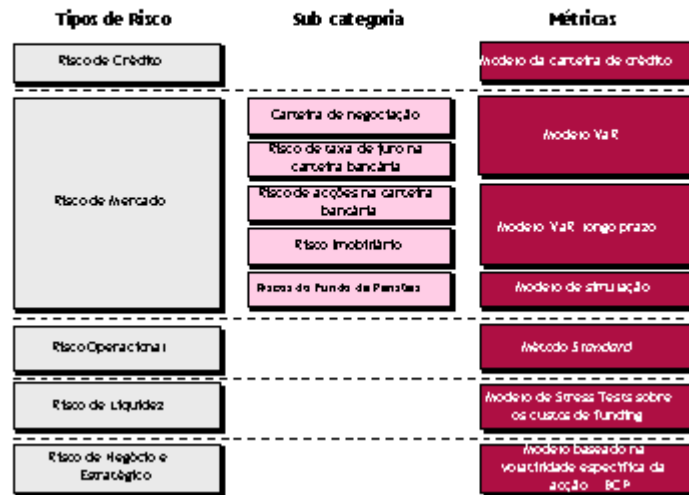 Tipos de Risco
Sub categoria
Métricas
Risco de Crédito
Modelo da carteira de crédito
Risco de Mercado
Carteira de negociação
Risco de taxa de juro na
carteira bancária
Risco de acções na carteira
bancária
Risco Imobiliário
Riscos do Fundo de Pensões
Modelo VaR
Modelo VaR longo prazo
Modelo de simulação
Risco Operacional
Método Standard
Risco de Liquidez
Modelo de Stress Tests sobre
os custos de funding
Risco de Negócio e
Estratégico
Modelo baseado na
volatilidade específica da
acção BCP